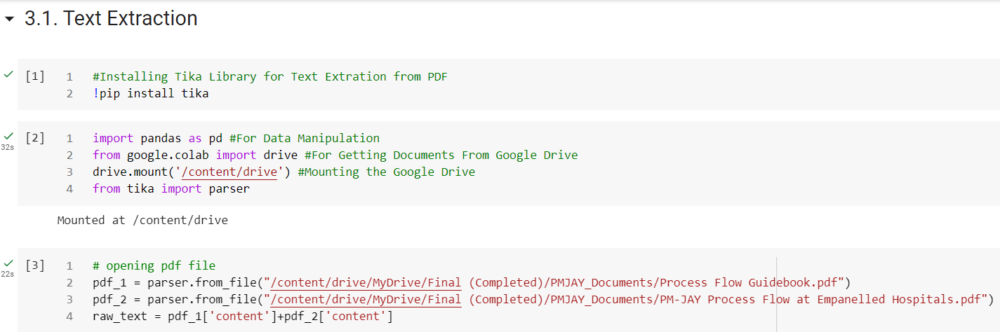 3.1. Text Extraction
[1] 1 #Installing Tika Library for Text Extration from PDF
2 !pip install tika
[2] 1 import pandas as pd #For Data Manipulation
32s 2 from google.colab import drive #For Getting Documents From Google Drive
3 drive.mount('/content/drive') #Mounting the Google Drive
4 from tika import parser
Mounted at /content/drive
[3] 1 # opening pdf file
22s 2 pdf_1 = parser.from_file("/content/drive/MyDrive/Final (Completed)/PMJAY_Documents/Process Flow Guidebook.pdf")
3 pdf_2 = parser.from_file("/content/drive/MyDrive/Final (Completed)/PMJAY_Documents/PM-JAY Process Flow at Empanelled Hospitals.pdf")
4 raw_text = pdf_1['content']+pdf_2['content']